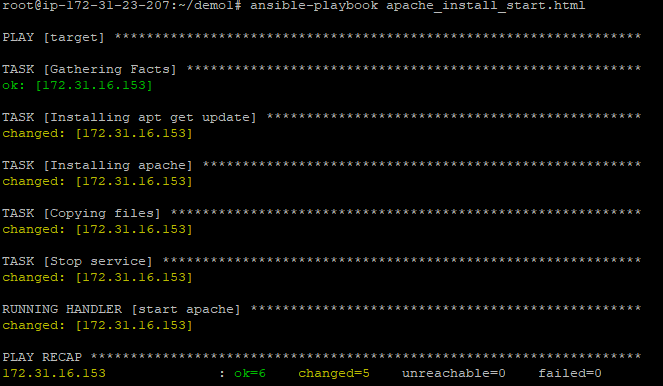 root@ip-172-31-23-207:~/demo1# ansible-playbook apache_install_start.html
PLAY [target] ******************************************************************
TASK [Gathering Facts] *********************************************************
ok: [172.31.16.153]
TASK [Installing apt get update] ***********************************************
changed: [172.31.16.153]
TASK [Installing apache] *******************************************************
changed: [172.31.16.153]
TASK [Copying files] ***********************************************************
changed: [172.31.16.153]
TASK [Stop service] ************************************************************
changed: [172.31.16.153]
RUNNING HANDLER [start apache] *************************************************
changed: [172.31.16.153]
PLAY RECAP *********************************************************************
172.31.16.153              : ok=6    changed=5    unreachable=0    failed=0